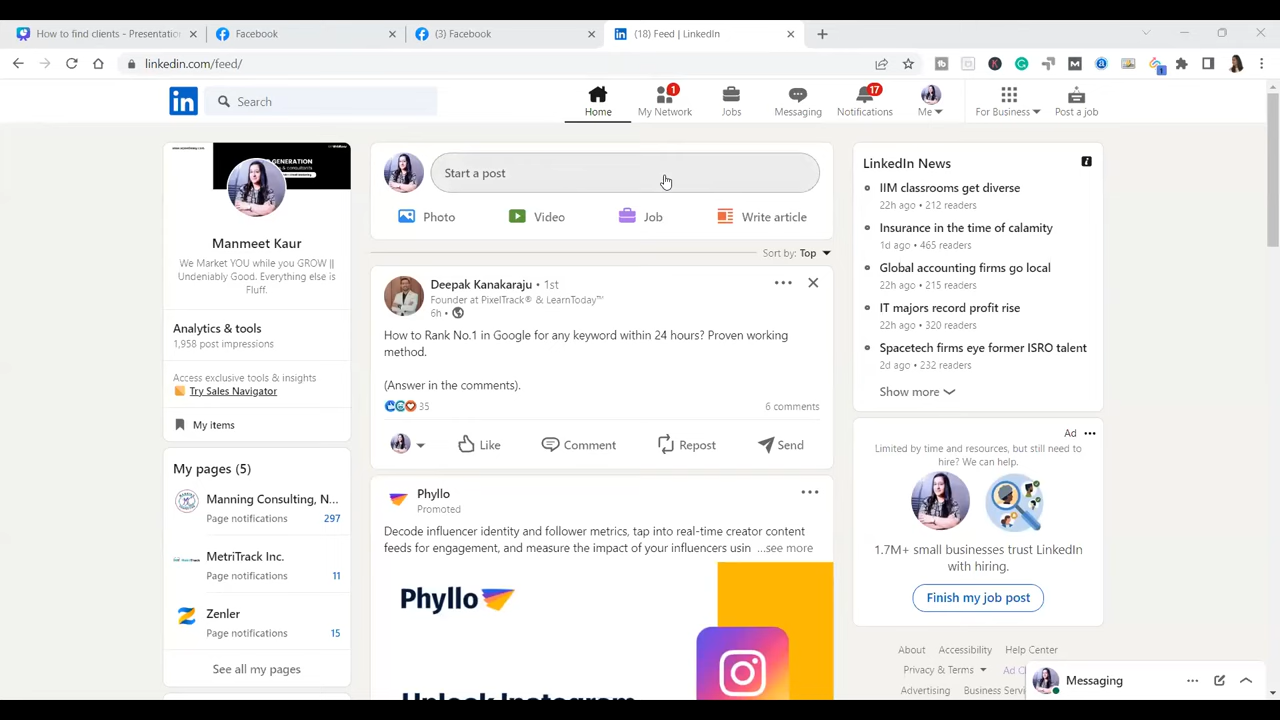 How to find clients - Presentation
Facebook
(3) Facebook
(18) Feed | LinkedIn
linkedin.com/feed/
1
in
Search
Home
1
My Network
Jobs
Messaging
17
Notifications
Me
For Business
Post a job
Manmeet Kaur
We Market YOU while you GROW ||
Undeniably Good. Everything else is
Fluff.
Analytics & tools
1,958 post impressions
Access exclusive tools & insights
Try Sales Navigator
My items
My pages (5)
Manning Consulting, N...
Page notifications 297
MetriTrack Inc.
Page notifications 11
Zenler
Page notifications 15
See all my pages
Start a post
Photo
Video
Job
Write article
Sort by: Top
Deepak Kanakaraju • 1st
Founder at PixelTrack® & LearnToday™
6h •
How to Rank No.1 in Google for any keyword within 24 hours? Proven working
method.
(Answer in the comments).
35
6 comments
Like
Comment
Repost
Send
Phyllo
Promoted
Decode influencer identity and follower metrics, tap into real-time creator content
feeds for engagement, and measure the impact of your influencers usin ...see more
Phyllo
Unlock Instagram
LinkedIn News
IIM classrooms get diverse
22h ago • 212 readers
Insurance in the time of calamity
1d ago • 465 readers
Global accounting firms go local
22h ago • 215 readers
IT majors record profit rise
22h ago • 320 readers
Spacetech firms eye former ISRO talent
2d ago • 232 readers
Show more
Ad
Limited by time and resources, but still need to
hire? We can help.
1.7M+ small businesses trust LinkedIn
with hiring.
Finish my job post
About Accessibility Help Center
Privacy & Terms Ad C
Advertising Business Servi
Messaging